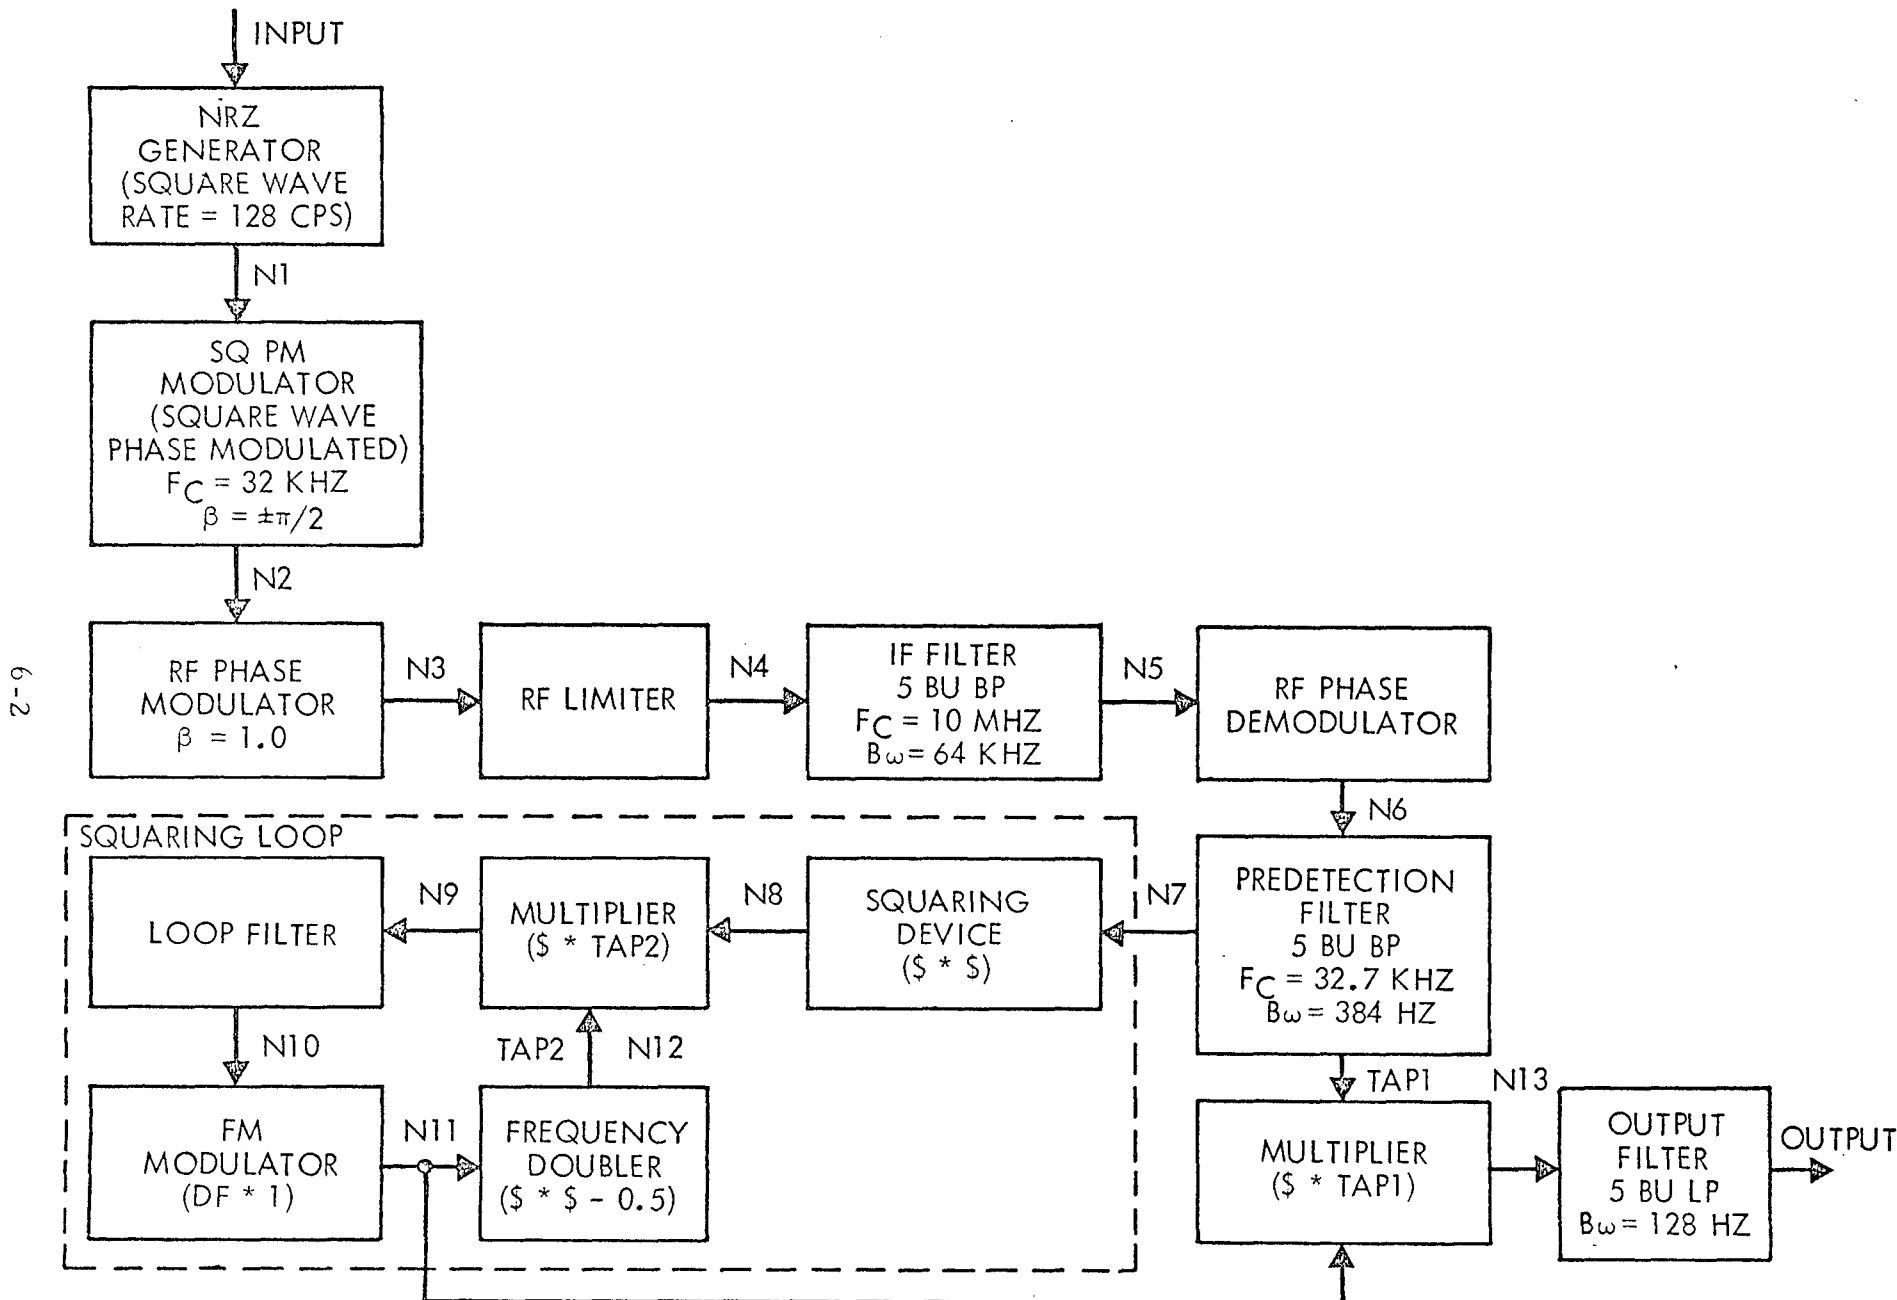 INPUT
NRZ
GENERATOR
(SQUARE WAVE
RATE = 128 CPS)
N1
SQ PM
MODULATOR
(SQUARE WAVE
PHASE MODULATED)
FC = 32 KHZ
β = ±π/2
N2
RF PHASE
MODULATOR
β = 1.0
N3
RF LIMITER
N4
IF FILTER
5 BU BP
FC = 10 MHZ
Bω = 64 KHZ
N5
RF PHASE
DEMODULATOR
N6
PREDETECTION
FILTER
5 BU BP
FC = 32.7 KHZ
Bω = 384 HZ
N7
SQUARING LOOP
SQUARING
DEVICE
($ * $)
N8
MULTIPLIER
($ * TAP2)
N9
LOOP FILTER
N10
FM
MODULATOR
(DF * 1)
N11
FREQUENCY
DOUBLER
($ * $ - 0.5)
TAP2 N12
TAP1 N13
MULTIPLIER
($ * TAP1)
OUTPUT
FILTER
5 BU LP
Bω = 128 HZ
OUTPUT
6-2